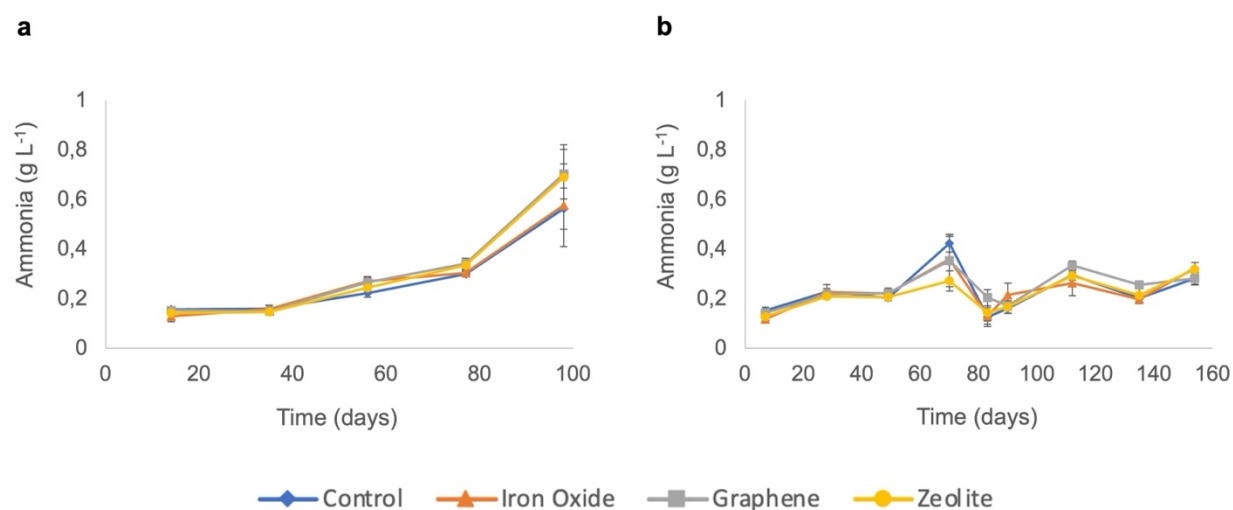 a
b
1
0,8
0,6
0,4
0,2
0
Ammonia (g L⁻¹)
0 20 40 60 80 100
Time (days)
1
0,8
0,6
0,4
0,2
0
Ammonia (g L⁻¹)
0 20 40 60 80 100 120 140 160
Time (days)
Control Iron Oxide Graphene Zeolite